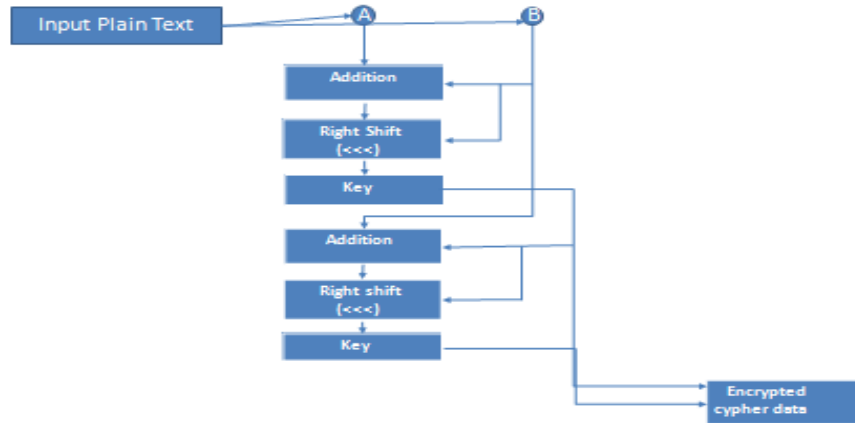 Input Plain Text
A
B
Addition
Right Shift
(<<<)
Key
Addition
Right shift
(<<<)
Key
Encrypted
cypher data